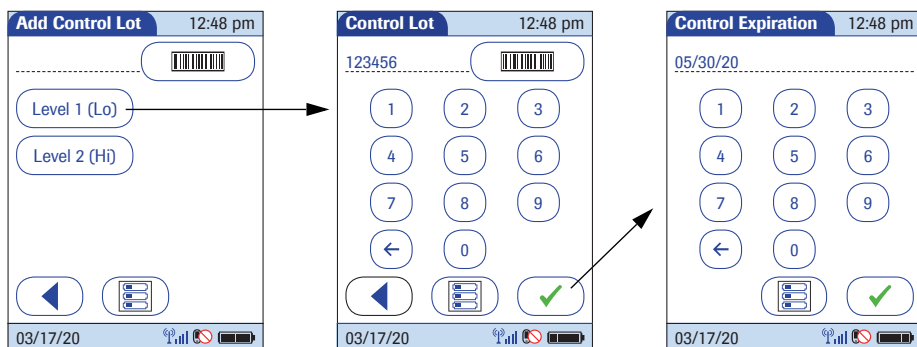 Add Control Lot 12:48 pm
Level 1 (Lo)
Level 2 (Hi)
03/17/20
Control Lot 12:48 pm
123456
1 2 3
4 5 6
7 8 9
0
03/17/20
Control Expiration 12:48 pm
05/30/20
1 2 3
4 5 6
7 8 9
0
03/17/20